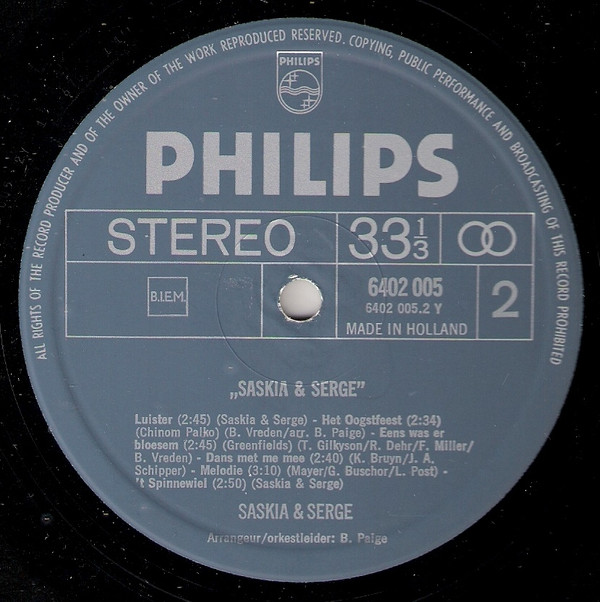 ALL RIGHTS OF THE RECORD PRODUCER AND OF THE OWNER OF THE WORK REPRODUCED RESERVED. COPYING, PUBLIC PERFORMANCE AND BROADCASTING OF THIS RECORD PROHIBITED
PHILIPS
PHILIPS
STEREO 33 1/3
B.I.E.M. 6402 005 2
6402 005.2 Y
MADE IN HOLLAND
„SASKIA & SERGE”
Luister (2:45) (Saskia & Serge) - Het Oogstfeest (2:34)
(Chinom Palko) (B. Vreden/arr. B. Paige) - Eens was er
bloesem (2:45) (Greenfields) (T. Gilkyson/R. Dehr/F. Miller/
B. Vreden) - Dans met me mee (2:40) (K. Bruyn/J. A.
Schipper) - Melodie (3:10) (Mayer/G. Buschor/L. Post) -
't Spinnewiel (2:50) (Saskia & Serge)
SASKIA & SERGE
Arrangeur/orkestleider: B. Paige